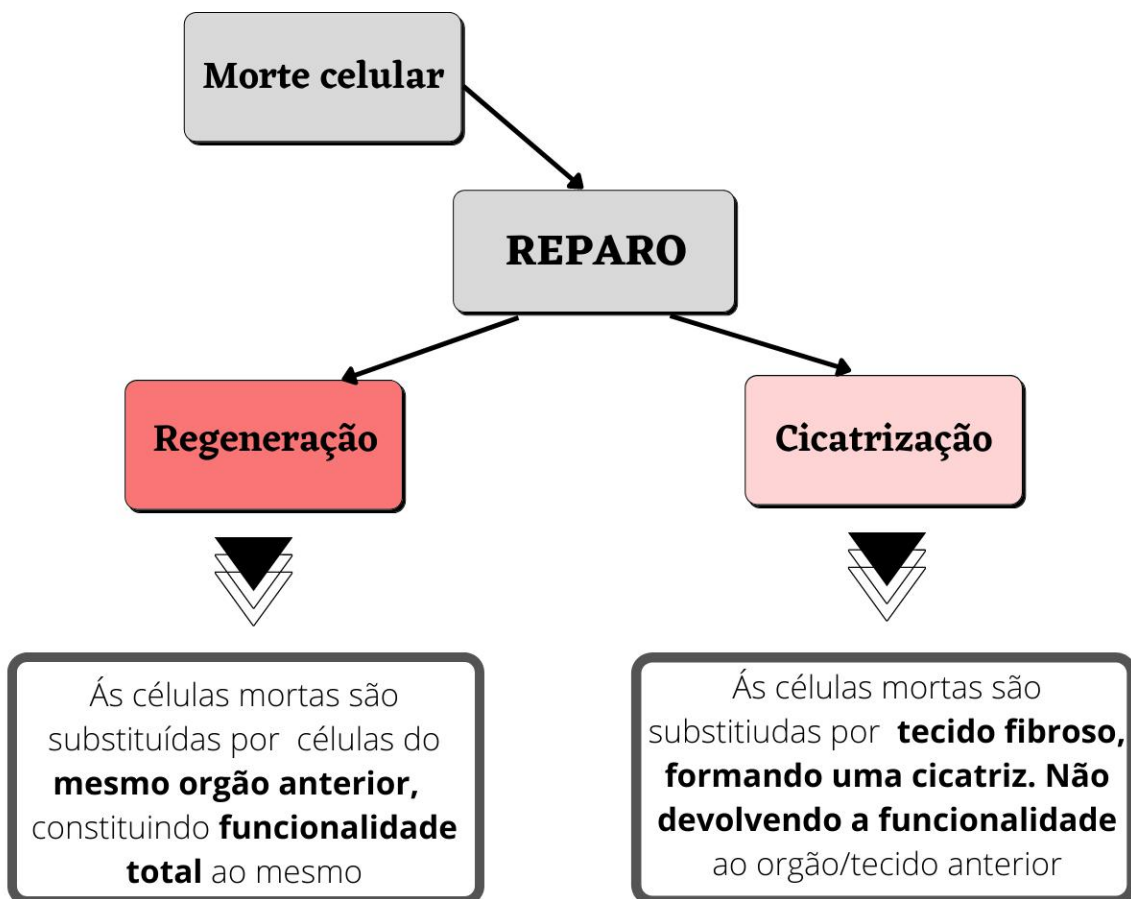 Morte celular
REPARO
Regeneração
Cicatrização
Ás células mortas são
substituídas por células do
mesmo orgão anterior,
constituindo funcionalidade
total ao mesmo
Ás células mortas são
substitiudas por tecido fibroso,
formando uma cicatriz. Não
devolvendo a funcionalidade
ao orgão/tecido anterior